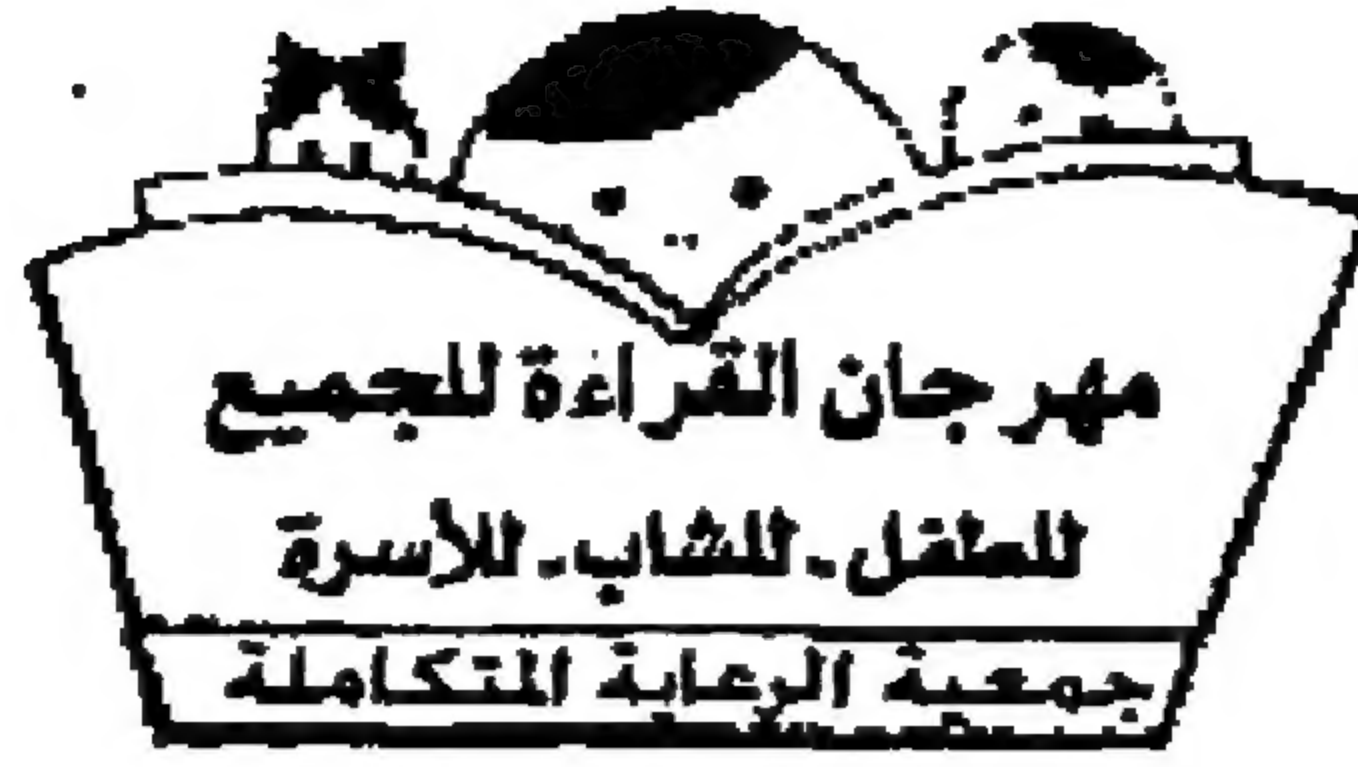 مهرجان القراءة للجميع
للطفل - للشاب - للأسرة
جمعية الرعاية المتكاملة